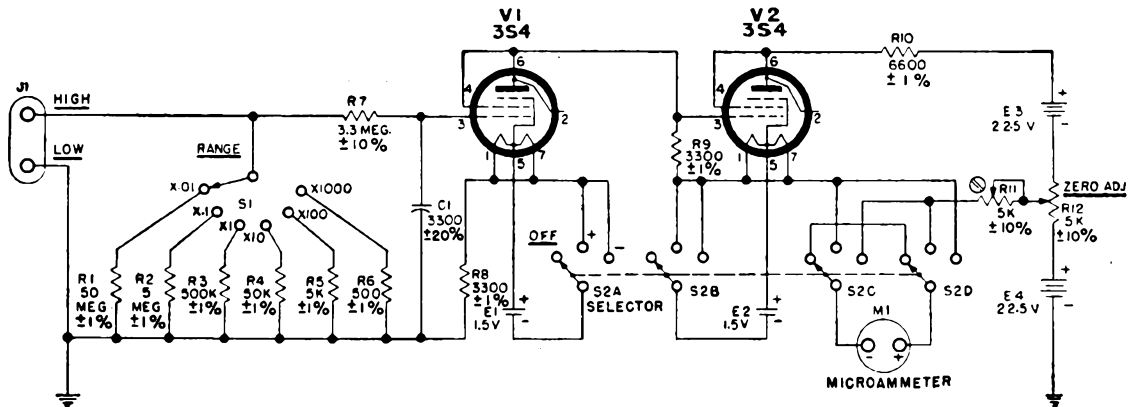 V1
3S4
V2
3S4
J1
HIGH
LOW
R7
3.3 MEG.
±10%
RANGE
X.01
X.1
X1
X10
X100
X1000
S1
R1
50
MEG
±1%
R2
5
MEG
±1%
R3
500K
±1%
R4
50K
±1%
R5
5K
±1%
R6
500
±1%
C1
3300
±20%
4
3
6
2
1
5
7
R8
3300
±1%
E1
1.5V
+
-
OFF
+
-
S2A
SELECTOR
S2B
R9
3300
±1%
4
3
6
2
1
5
7
E2
1.5V
+
-
R10
6600
±1%
S2C
S2D
M1
- +
MICROAMMETER
R11
5K
±10%
ZERO ADJ
R12
5K
±10%
E3
22.5 V
+
-
E4
22.5V
+
-